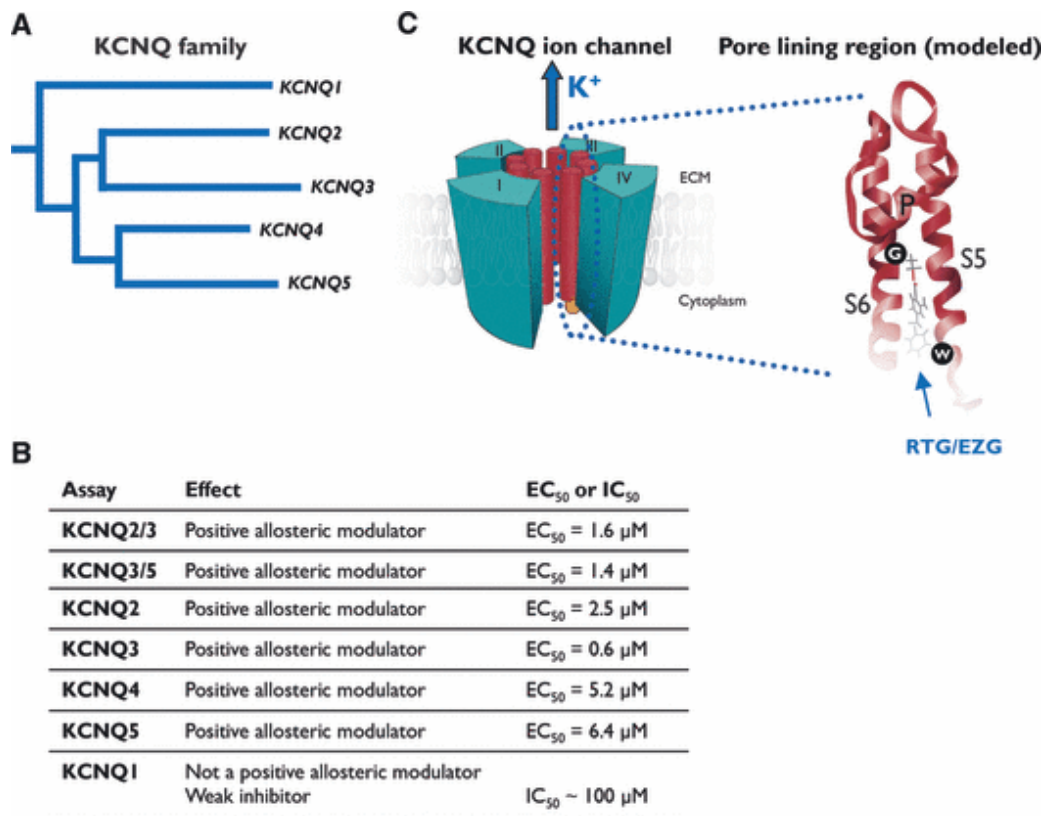 A
KCNQ family
KCNQ1
KCNQ2
KCNQ3
KCNQ4
KCNQ5
C
KCNQ ion channel
K+
II
III
I
IV
ECM
Cytoplasm
Pore lining region (modeled)
P
G
S5
S6
W
RTG/EZG
B
Assay Effect EC50 or IC50
KCNQ2/3 Positive allosteric modulator EC50 = 1.6 µM
KCNQ3/5 Positive allosteric modulator EC50 = 1.4 µM
KCNQ2 Positive allosteric modulator EC50 = 2.5 µM
KCNQ3 Positive allosteric modulator EC50 = 0.6 µM
KCNQ4 Positive allosteric modulator EC50 = 5.2 µM
KCNQ5 Positive allosteric modulator EC50 = 6.4 µM
KCNQ1 Not a positive allosteric modulator
Weak inhibitor IC50 ~ 100 µM